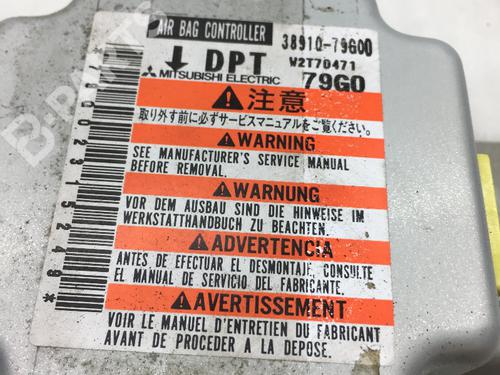 AIR BAG CONTROLLER
38910-79G00
DPT
W2T70471
MITSUBISHI ELECTRIC
79G0
注意
取り外す前に必ずサービスマニュアルをご覧ください。
WARNING
SEE MANUFACTURER'S SERVICE MANUAL
BEFORE REMOVAL.
WARNUNG
VOR DEM AUSBAU SIND DIE HINWEISE IM
WERKSTATTHANDBUCH ZU BEACHTEN.
ADVERTENCIA
ANTES DE EFECTUAR EL DESMONTAJE, CONSULTE
EL MANUAL DE SERVICIO DEL FABRICANTE.
AVERTISSEMENT
VOIR LE MANUEL D'ENTRETIEN DU FABRICANT
AVANT DE PROCEDER A LA DEPOSE.
B-PARTS